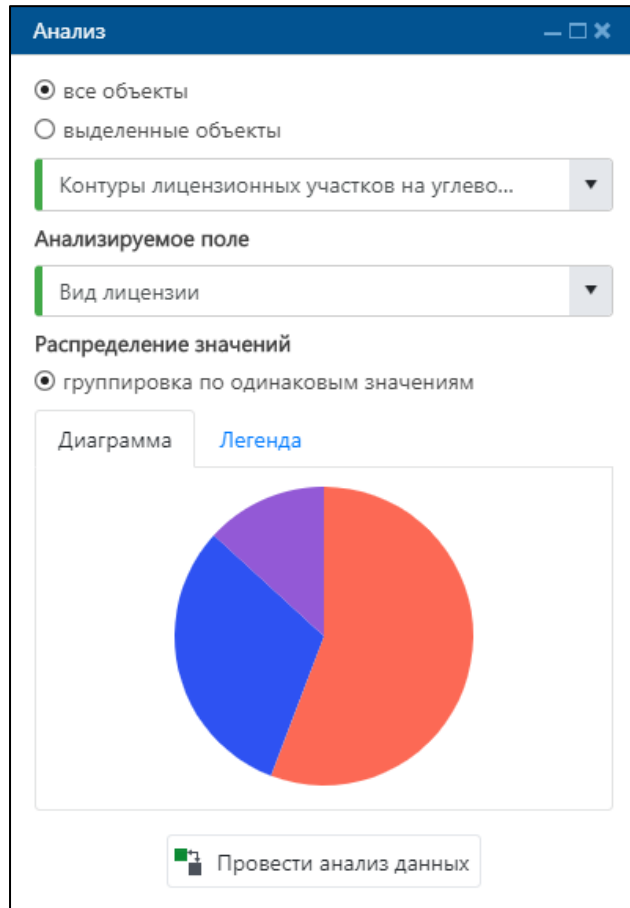 Анализ
все объекты
выделенные объекты
Контуры лицензионных участков на углево...
Анализируемое поле
Вид лицензии
Распределение значений
группировка по одинаковым значениям
Диаграмма Легенда
Провести анализ данных